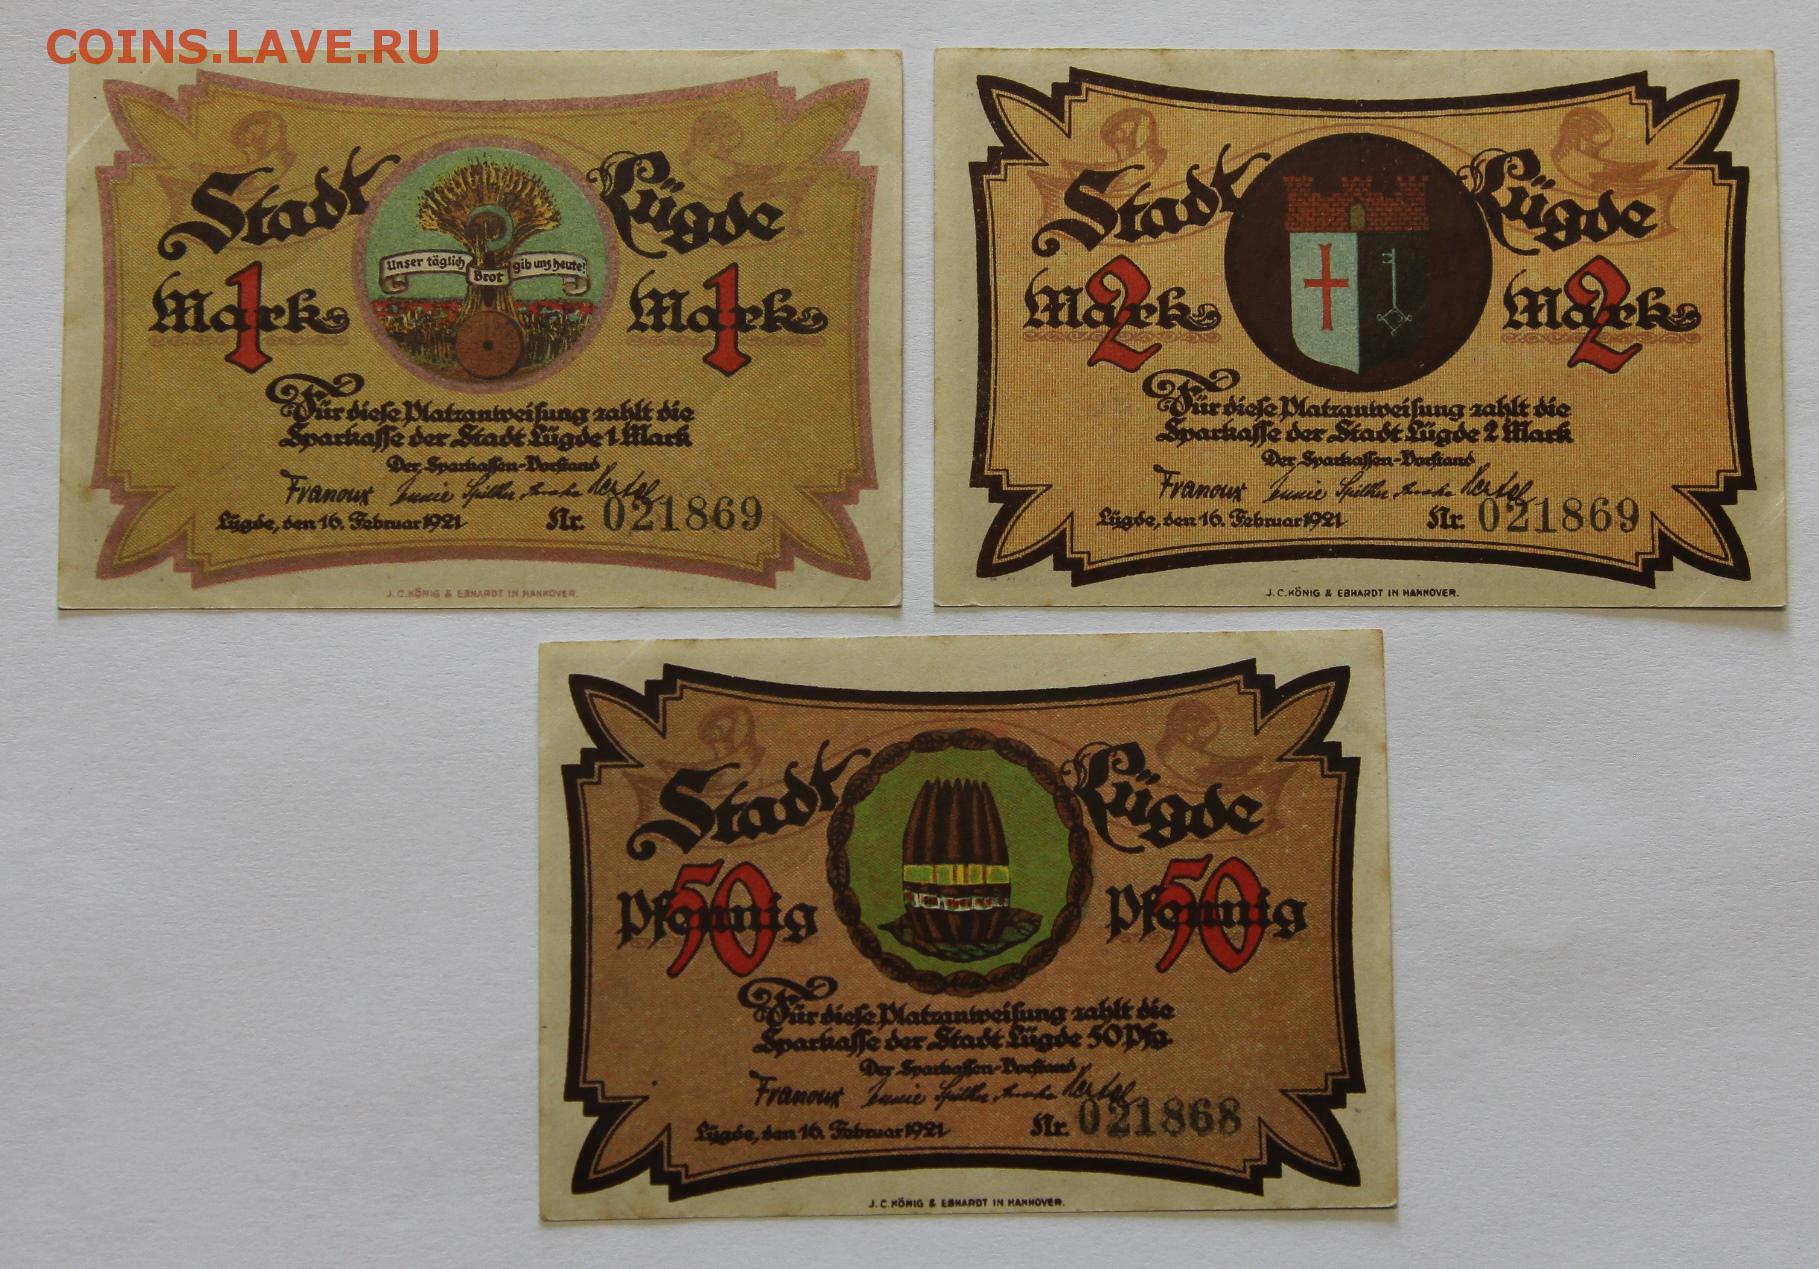 COINS.LAVE.RU
Stadt Lügde
Unser täglich Brot gib uns heute!
1 Mark 1 Mark
Für diese Platzanweisung zahlt die
Sparkasse der Stadt Lügde 1 Mark
Der Sparkassen-Vorstand
Franoux
Lügde, den 16. Februar 1921 Nr. 021869
J.C.KÖNIG & EBHARDT IN HANNOVER.
Stadt Lügde
2 Mark 2 Mark
Für diese Platzanweisung zahlt die
Sparkasse der Stadt Lügde 2 Mark
Der Sparkassen-Vorstand
Franoux
Lügde, den 16. Februar 1921 Nr. 021869
J.C.KÖNIG & EBHARDT IN HANNOVER.
Stadt Lügde
50 Pfennig 50 Pfennig
Für diese Platzanweisung zahlt die
Sparkasse der Stadt Lügde 50 Pfg.
Der Sparkassen-Vorstand
Franoux
Lügde, den 16. Februar 1921 Nr. 021868
J.C.KÖNIG & EBHARDT IN HANNOVER.